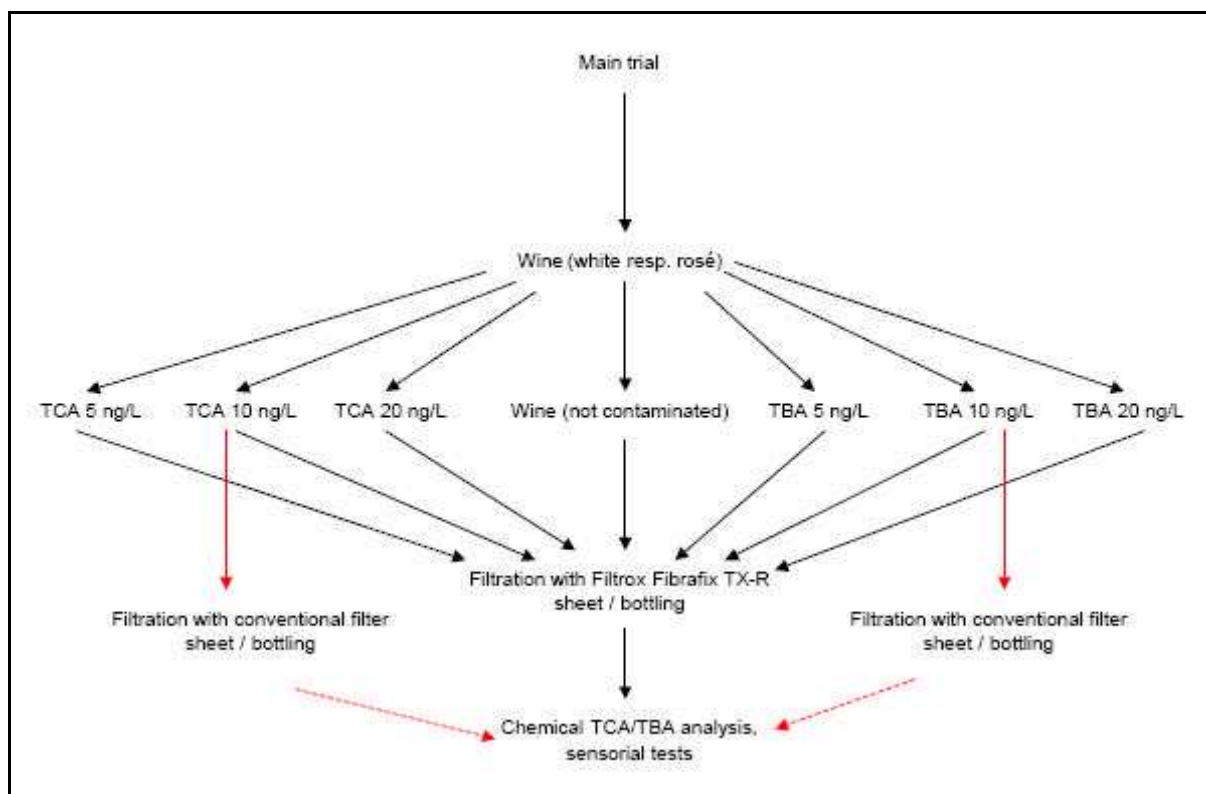 Main trial
Wine (white resp. rosé)
TCA 5 ng/L
TCA 10 ng/L
TCA 20 ng/L
Wine (not contaminated)
TBA 5 ng/L
TBA 10 ng/L
TBA 20 ng/L
Filtration with Filtrox Fibrafix TX-R
sheet / bottling
Filtration with conventional filter
sheet / bottling
Filtration with conventional filter
sheet / bottling
Chemical TCA/TBA analysis,
sensorial tests